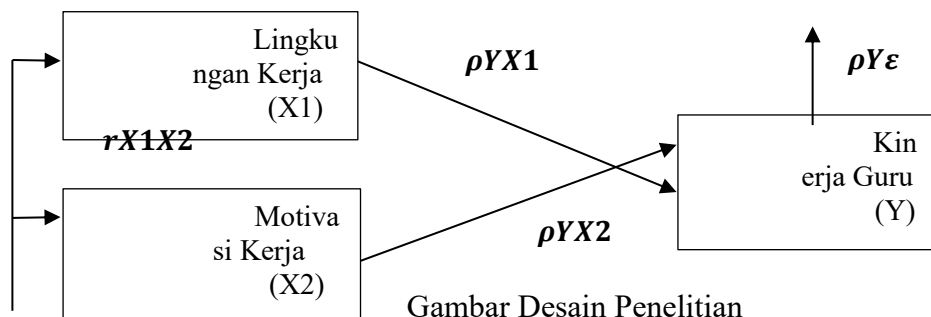 Lingku
ngan Kerja
(X1)
rX1X2
Motiva
si Kerja
(X2)
ρYX1
ρYX2
ρYε
Kin
erja Guru
(Y)
Gambar Desain Penelitian